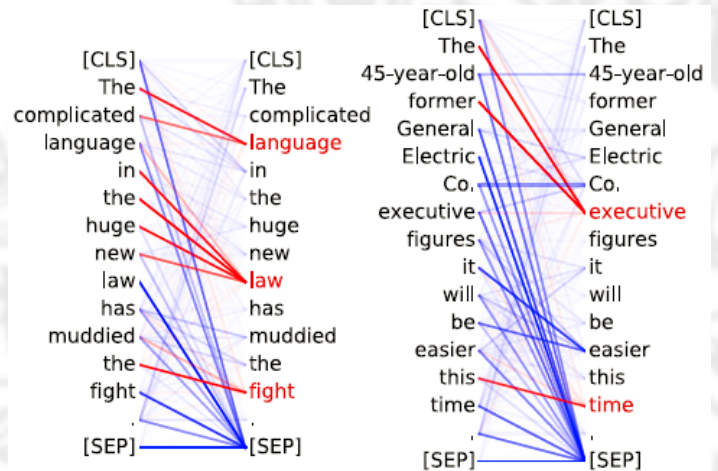 [CLS] [CLS]
The The
complicated complicated
language language
in in
the the
huge huge
new new
law law
has has
muddied muddied
the the
fight fight
. .
[SEP] [SEP]
[CLS] [CLS]
The The
45-year-old 45-year-old
former former
General General
Electric Electric
Co. Co.
executive executive
figures figures
it it
will will
be be
easier easier
this this
time time
. .
[SEP] [SEP]